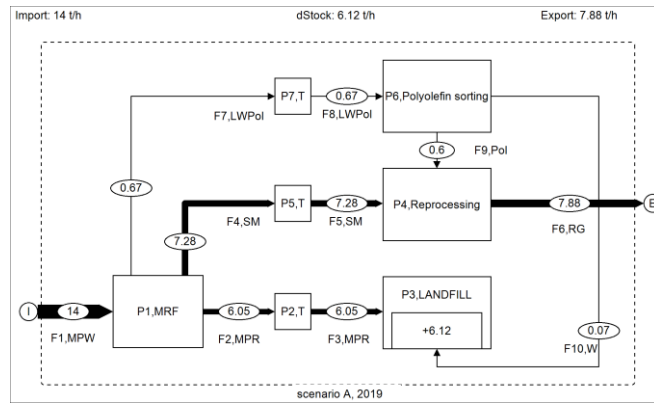 Import: 14 t/h
dStock: 6.12 t/h
Export: 7.88 t/h
P7,T
0.67
P6,Polyolefin sorting
F7,LWPol
F8,LWPol
0.6
F9,Pol
0.67
P5,T
7.28
P4,Reprocessing
7.88
E
F4,SM
F5,SM
F6,RG
7.28
I
14
P1,MRF
6.05
P2,T
6.05
P3,LANDFILL
+6.12
0.07
F1,MPW
F2,MPR
F3,MPR
F10,W
scenario A, 2019